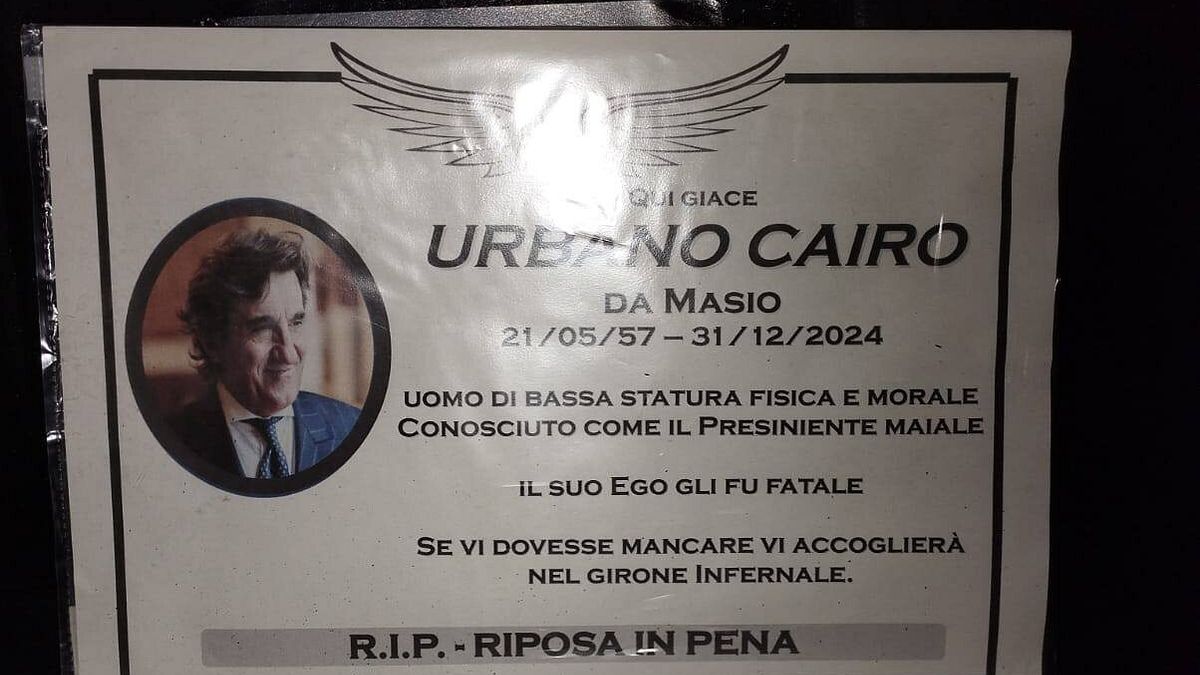 QUI GIACE
URBANO CAIRO
DA MASIO
21/05/57 – 31/12/2024
UOMO DI BASSA STATURA FISICA E MORALE
CONOSCIUTO COME IL PRESINIENTE MAIALE
IL SUO EGO GLI FU FATALE
SE VI DOVESSE MANCARE VI ACCOGLIERÀ
NEL GIRONE INFERNALE.
R.I.P. - RIPOSA IN PENA